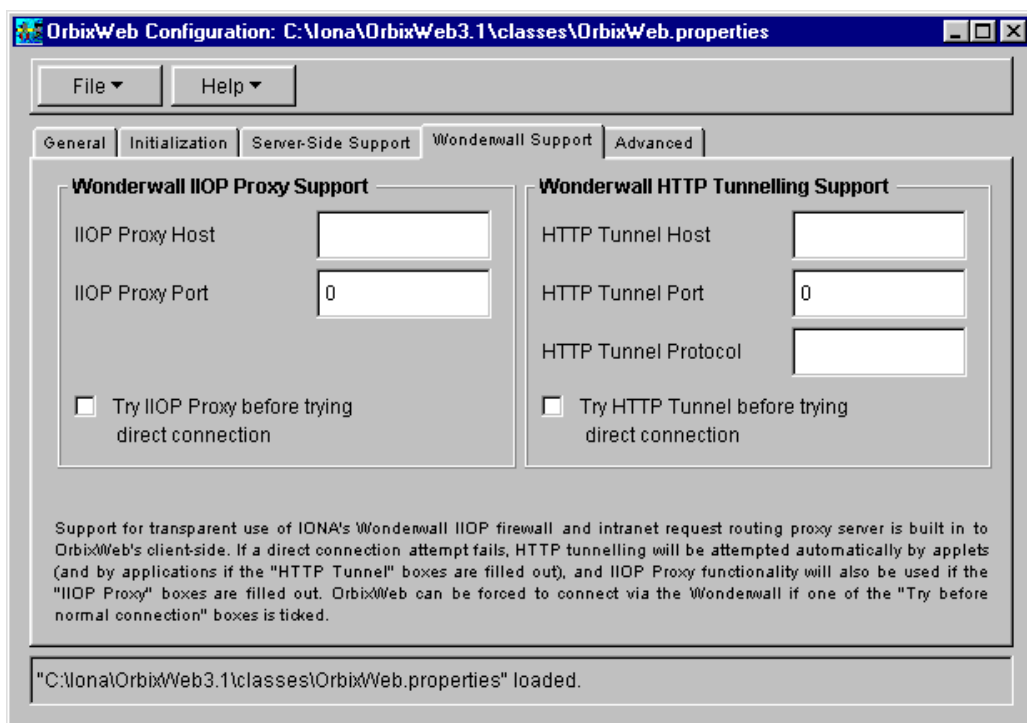 OrbixWeb Configuration: C:\Iona\OrbixWeb3.1\classes\OrbixWeb.properties
File Help
General Initialization Server-Side Support Wonderwall Support Advanced
Wonderwall IIOP Proxy Support
IIOP Proxy Host
IIOP Proxy Port 0
Try IIOP Proxy before trying
direct connection
Wonderwall HTTP Tunnelling Support
HTTP Tunnel Host
HTTP Tunnel Port 0
HTTP Tunnel Protocol
Try HTTP Tunnel before trying
direct connection
Support for transparent use of IONA's Wonderwall IIOP firewall and intranet request routing proxy server is built in to
OrbixWeb's client-side. If a direct connection attempt fails, HTTP tunnelling will be attempted automatically by applets
(and by applications if the "HTTP Tunnel" boxes are filled out), and IIOP Proxy functionality will also be used if the
"IIOP Proxy" boxes are filled out. OrbixWeb can be forced to connect via the Wonderwall if one of the "Try before
normal connection" boxes is ticked.
"C:\Iona\OrbixWeb3.1\classes\OrbixWeb.properties" loaded.